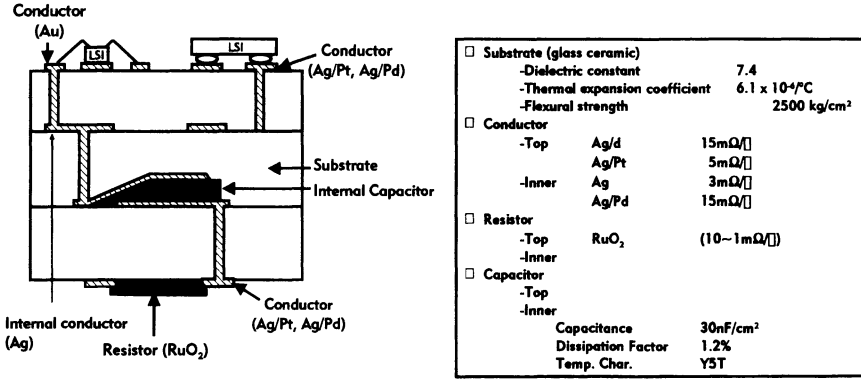 Conductor
(Au)
LSI
LSI
Conductor
(Ag/Pt, Ag/Pd)
Substrate
Internal Capacitor
Conductor
(Ag/Pt, Ag/Pd)
Internal conductor
(Ag)
Resistor (RuO₂)
□ Substrate (glass ceramic)
-Dielectric constant 7.4
-Thermal expansion coefficient 6.1 x 10⁻⁶/°C
-Flexural strength 2500 kg/cm²
□ Conductor
-Top Ag/d 15mΩ/▯
Ag/Pt 5mΩ/▯
-Inner Ag 3mΩ/▯
Ag/Pd 15mΩ/▯
□ Resistor
-Top RuO₂ (10~1mΩ/▯)
-Inner
□ Capacitor
-Top
-Inner
Capacitance 30nF/cm²
Dissipation Factor 1.2%
Temp. Char. Y5T